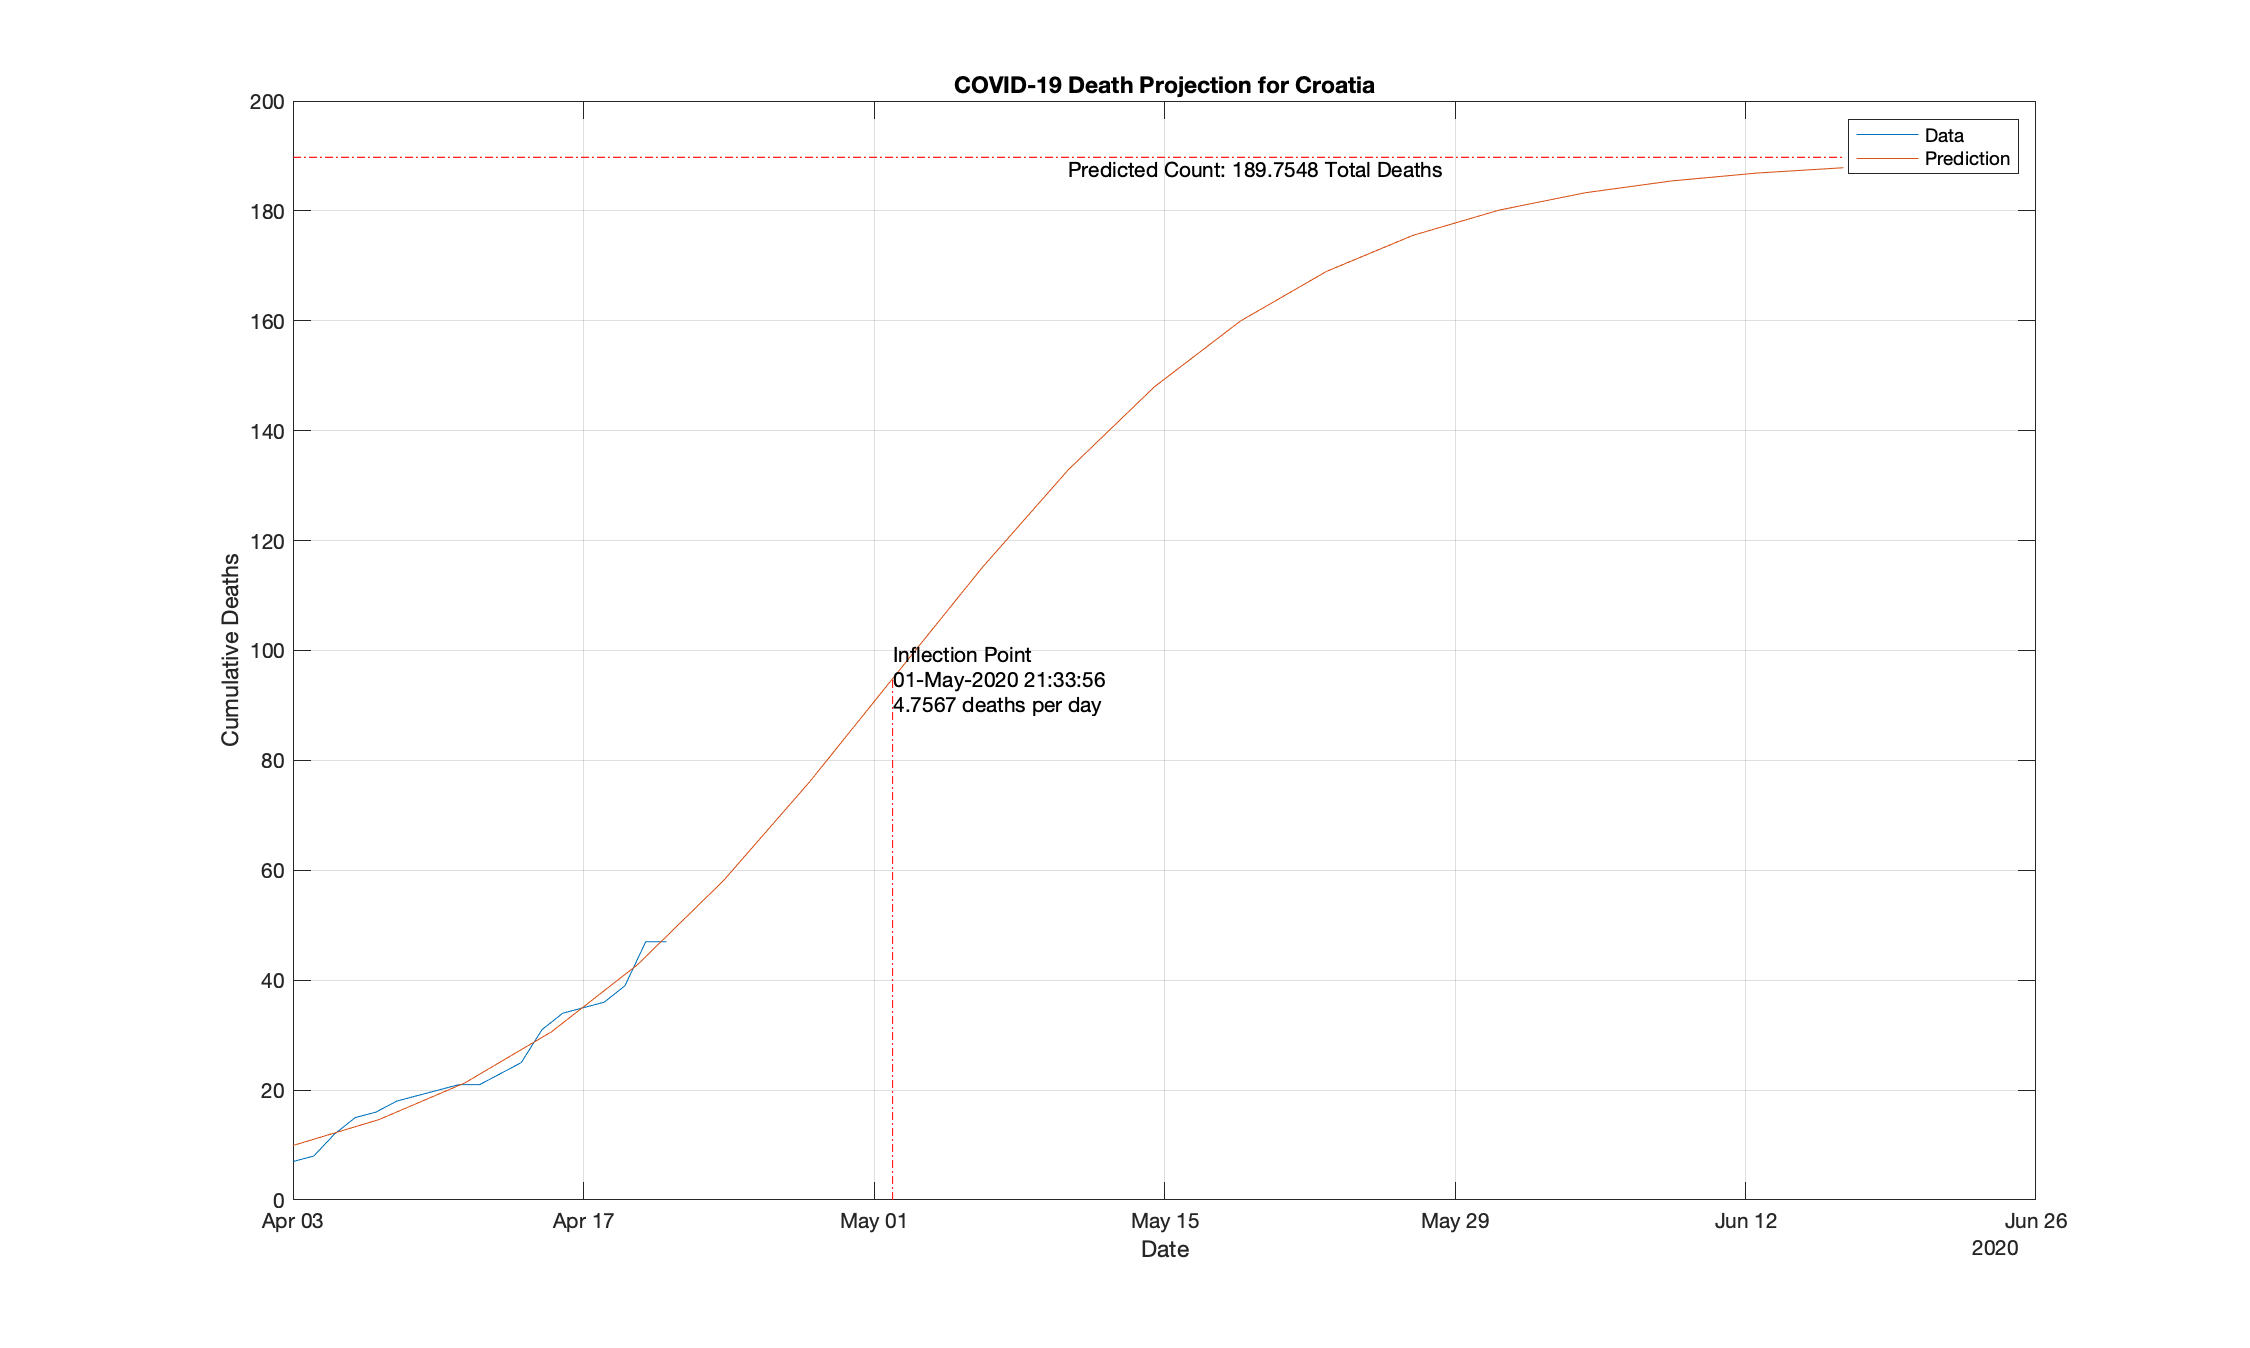 COVID-19 Death Projection for Croatia
200
180
160
140
120
100
80
60
40
20
0
Cumulative Deaths
Data
Prediction
Predicted Count: 189.7548 Total Deaths
Inflection Point
01-May-2020 21:33:56
4.7567 deaths per day
Apr 03
Apr 17
May 01
May 15
May 29
Jun 12
Jun 26
Date
2020